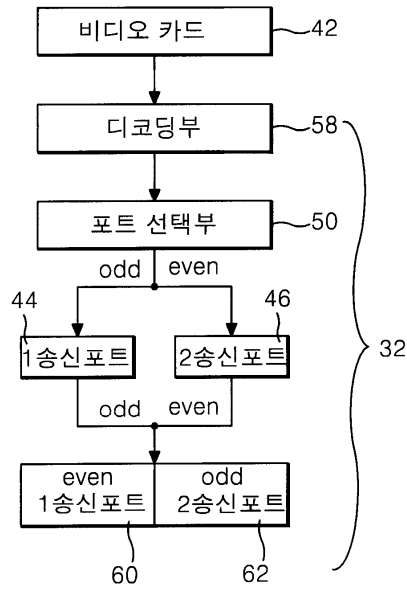 비디오 카드
42
디코딩부
58
포트 선택부
50
odd even
44
46
1송신포트
2송신포트
32
odd even
even
1송신포트
odd
2송신포트
60
62